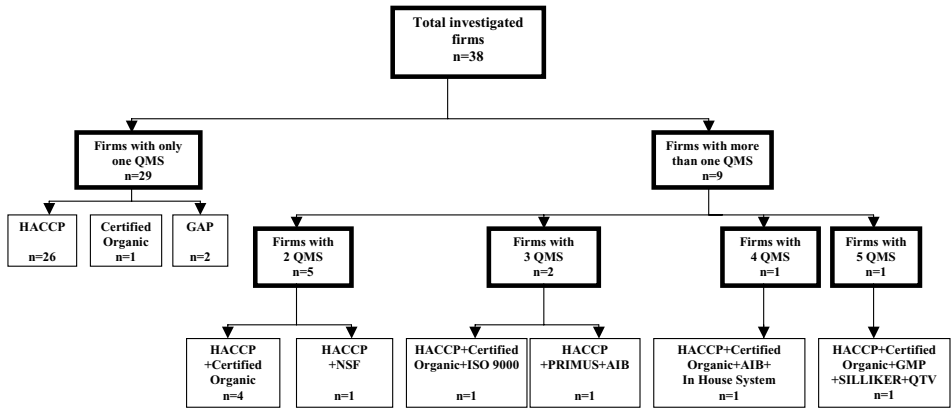 Total investigated
firms
n=38
Firms with only
one QMS
n=29
Firms with more
than one QMS
n=9
HACCP
n=26
Certified
Organic
n=1
GAP
n=2
Firms with
2 QMS
n=5
Firms with
3 QMS
n=2
Firms with
4 QMS
n=1
Firms with
5 QMS
n=1
HACCP
+Certified
Organic
n=4
HACCP
+NSF
n=1
HACCP+Certified
Organic+ISO 9000
n=1
HACCP
+PRIMUS+AIB
n=1
HACCP+Certified
Organic+AIB+
In House System
n=1
HACCP+Certified
Organic+GMP
+SILLIKER+QTV
n=1